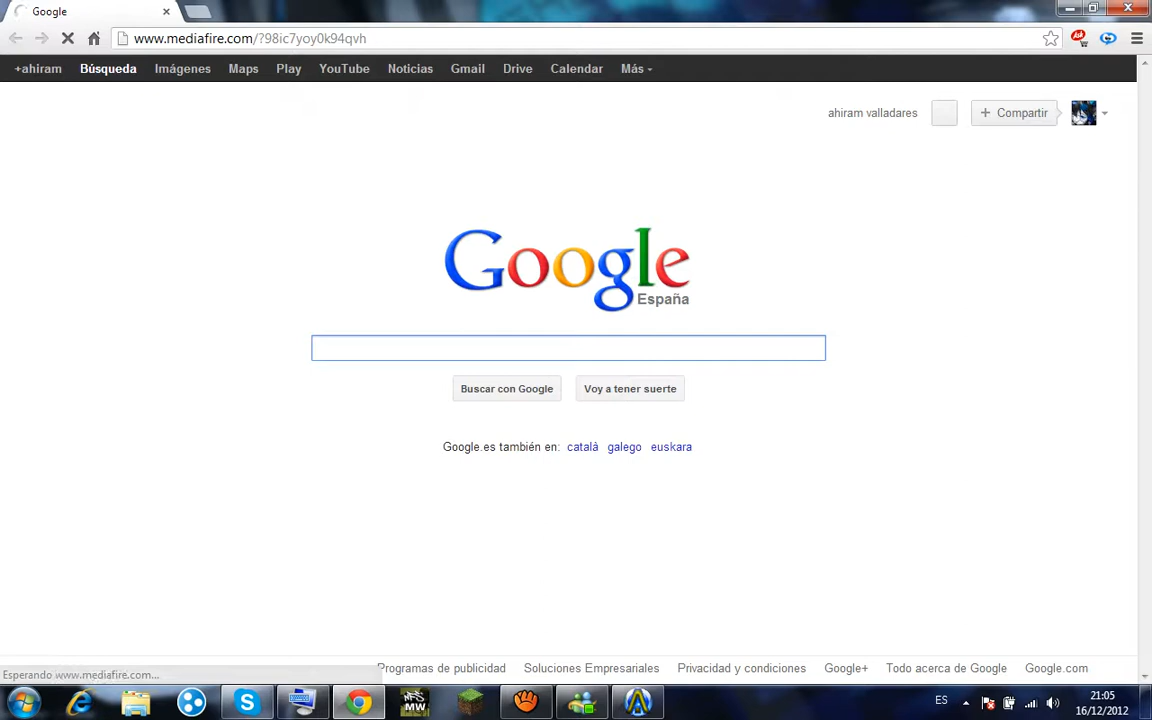 Google
www.mediafire.com/?98ic7yoy0k94qvh
+ahiram Búsqueda Imágenes Maps Play YouTube Noticias Gmail Drive Calendar Más
ahiram valladares + Compartir
Google
España
Buscar con Google Voy a tener suerte
Google.es también en: català galego euskara
Esperando www.mediafire.com...
Programas de publicidad Soluciones Empresariales Privacidad y condiciones Google+ Todo acerca de Google Google.com
ES 21:05
16/12/2012